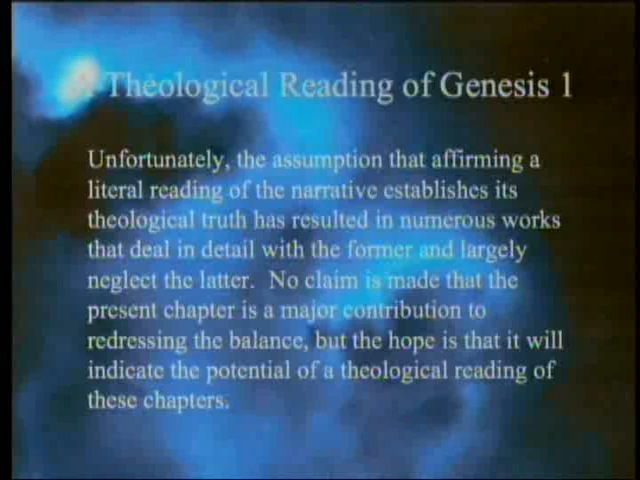 A Theological Reading of Genesis 1
Unfortunately, the assumption that affirming a
literal reading of the narrative establishes its
theological truth has resulted in numerous works
that deal in detail with the former and largely
neglect the latter. No claim is made that the
present chapter is a major contribution to
redressing the balance, but the hope is that it will
indicate the potential of a theological reading of
these chapters.